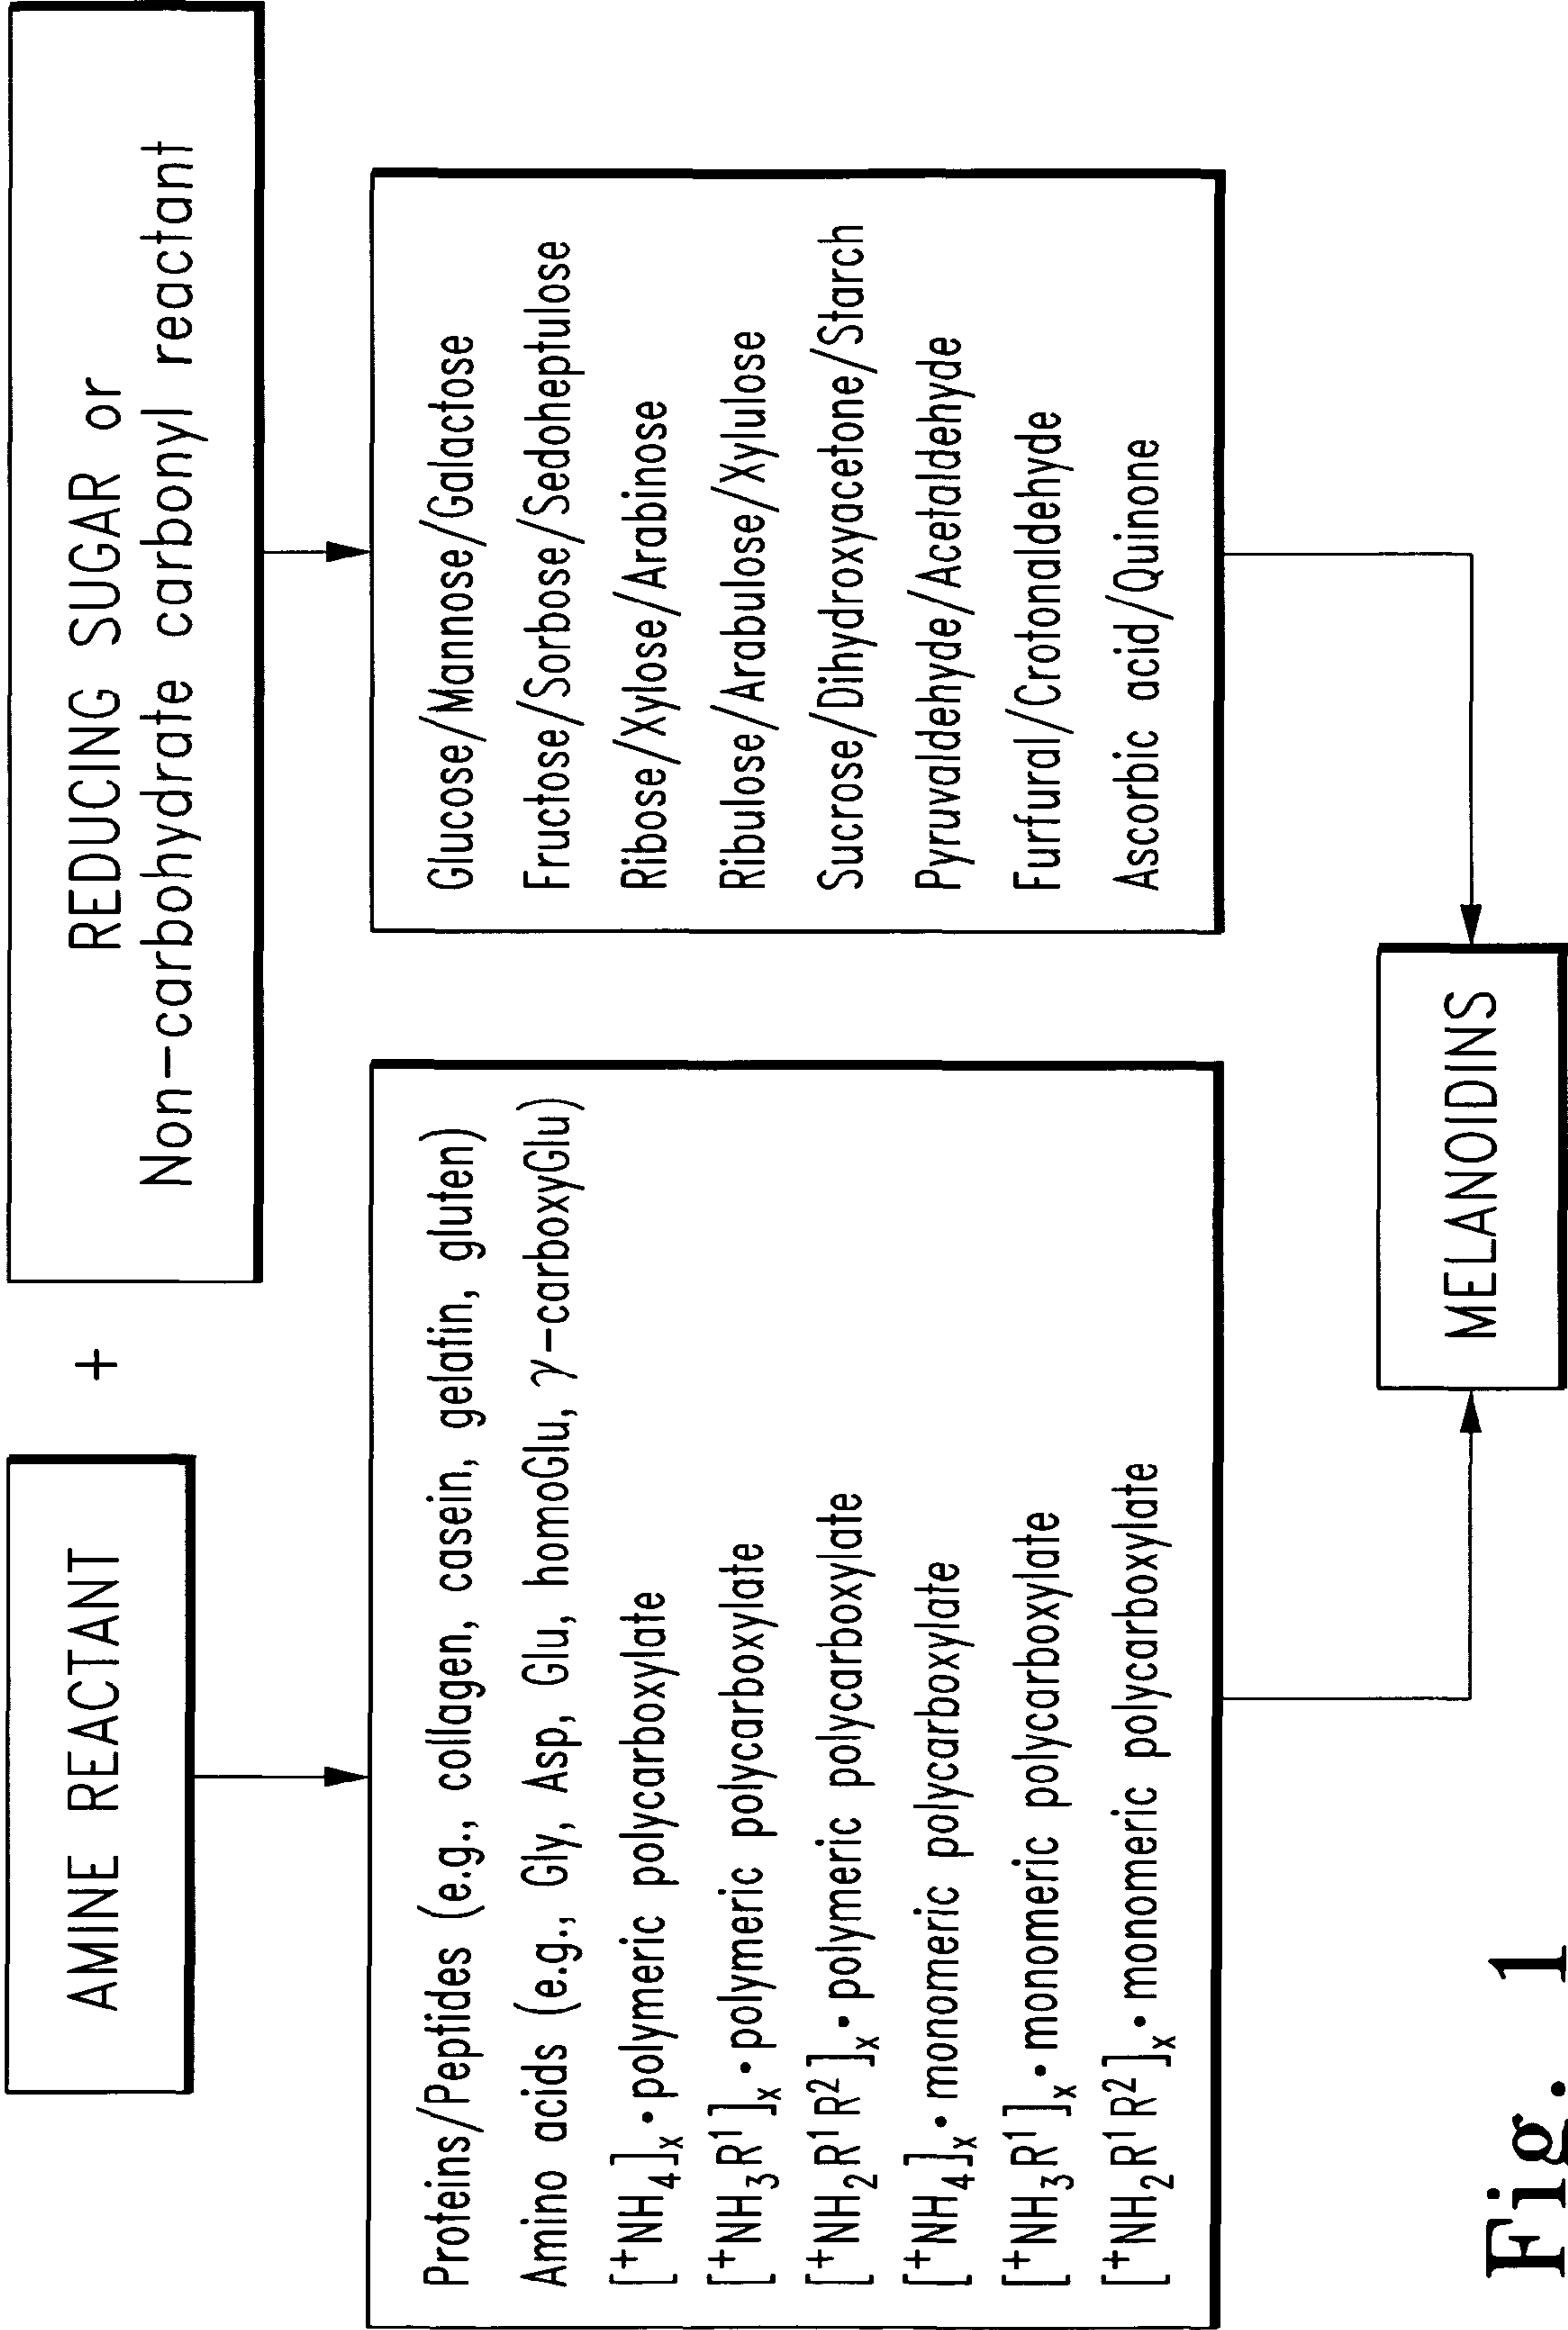 AMINE REACTANT
+
REDUCING SUGAR or
Non-carbohydrate carbonyl reactant
Proteins/Peptides (e.g., collagen, casein, gelatin, gluten)
Amino acids (e.g., Gly, Asp, Glu, homoGlu, γ-carboxyGlu)
[⁺NH₄]ₓ•polymeric polycarboxylate
[⁺NH₃R¹]ₓ•polymeric polycarboxylate
[⁺NH₂R¹R²]ₓ•polymeric polycarboxylate
[⁺NH₄]ₓ•monomeric polycarboxylate
[⁺NH₃R¹]ₓ•monomeric polycarboxylate
[⁺NH₂R¹R²]ₓ•monomeric polycarboxylate
Glucose/Mannose/Galactose
Fructose/Sorbose/Sedoheptulose
Ribose/Xylose/Arabinose
Ribulose/Arabulose/Xylulose
Sucrose/Dihydroxyacetone/Starch
Pyruvaldehyde/Acetaldehyde
Furfural/Crotonaldehyde
Ascorbic acid/Quinone
MELANOIDINS
Fig. 1